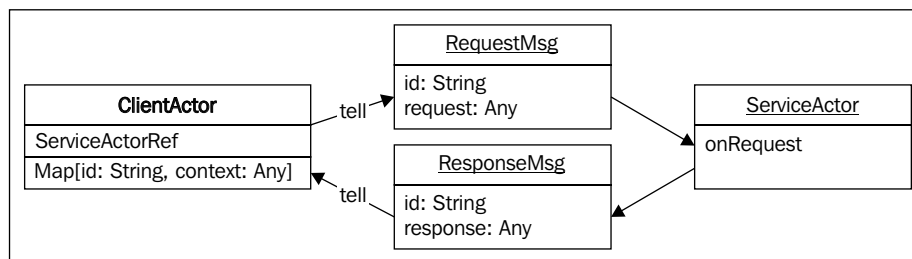 ClientActor
ServiceActorRef
Map[id: String, context: Any]
tell
RequestMsg
id: String
request: Any
ServiceActor
onRequest
tell
ResponseMsg
id: String
response: Any